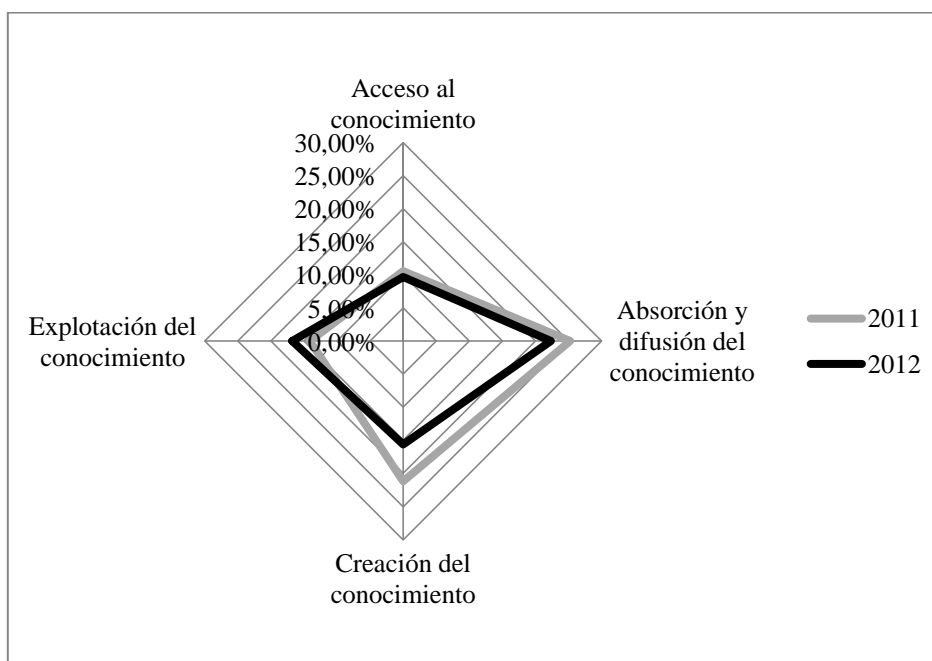 Acceso al
conocimiento
30,00%
25,00%
20,00%
15,00%
10,00%
5,00%
0,00%
Absorción y
difusión del
conocimiento
Creación del
conocimiento
Explotación del
conocimiento
2011
2012